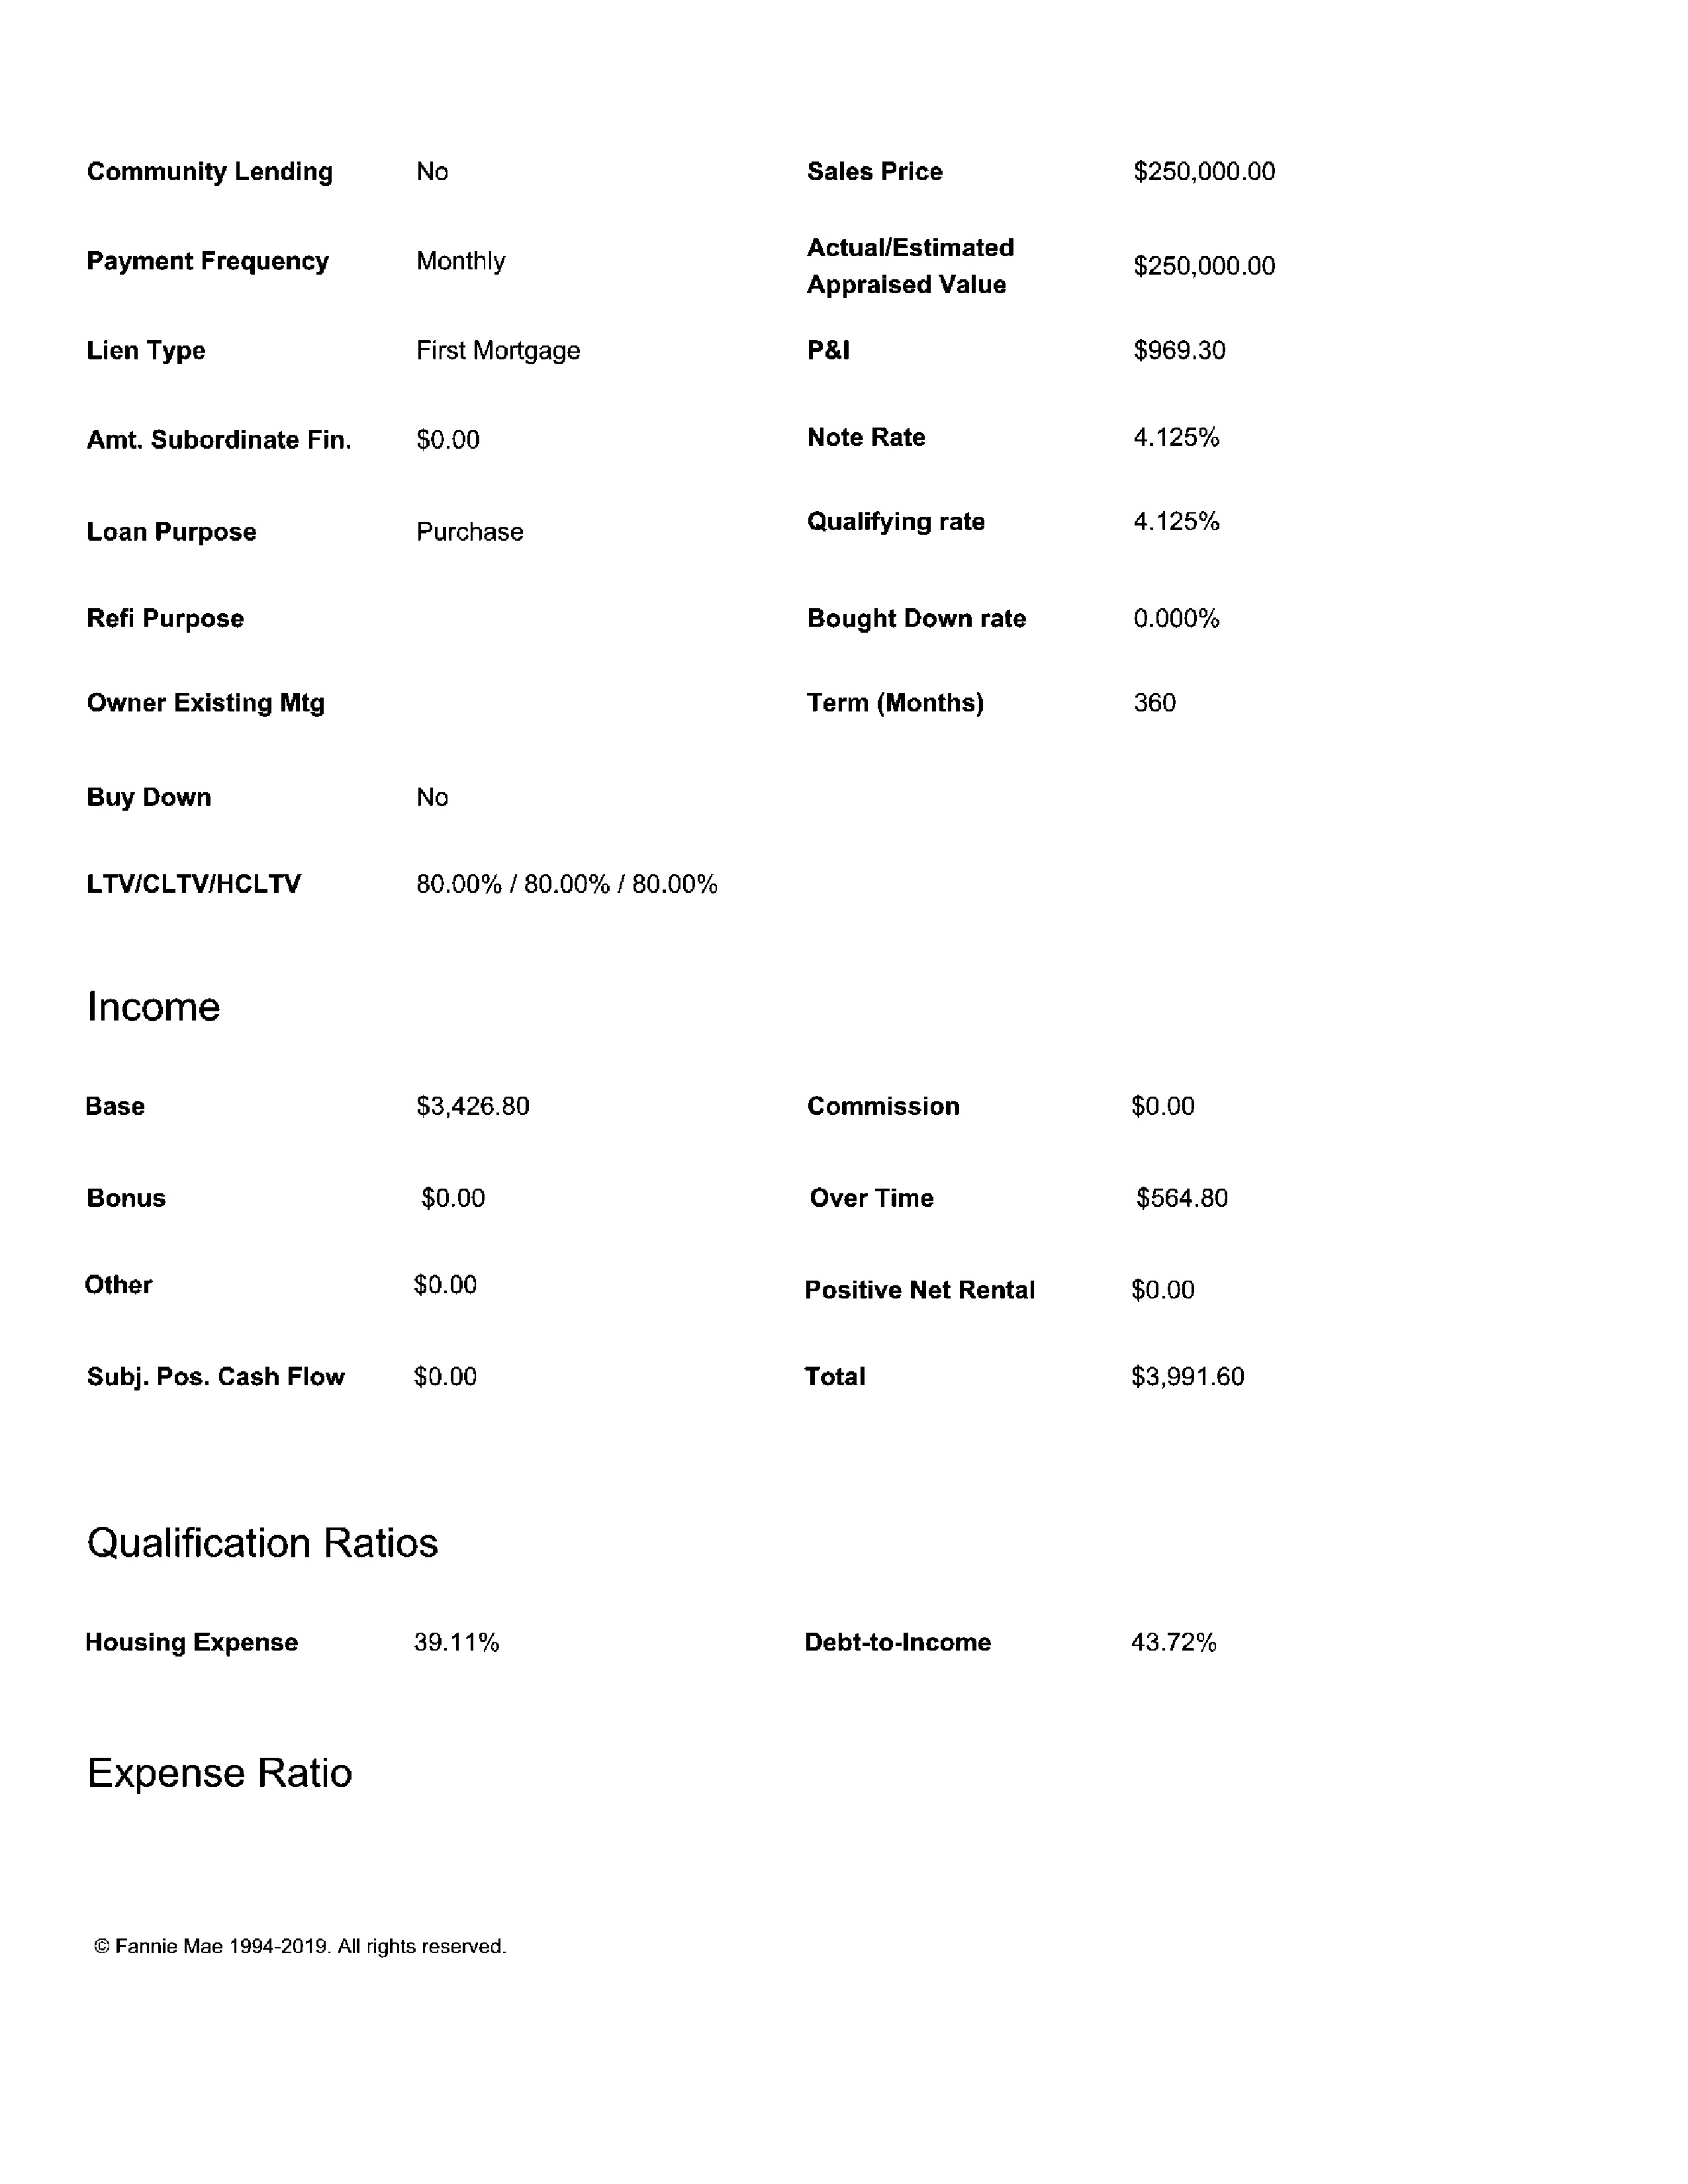 Community Lending No Sales Price $250,000.00
Payment Frequency Monthly Actual/Estimated
Appraised Value $250,000.00
Lien Type First Mortgage P&I $969.30
Amt. Subordinate Fin. $0.00 Note Rate 4.125%
Loan Purpose Purchase Qualifying rate 4.125%
Refi Purpose Bought Down rate 0.000%
Owner Existing Mtg Term (Months) 360
Buy Down No
LTV/CLTV/HCLTV 80.00% / 80.00% / 80.00%
Income
Base $3,426.80 Commission $0.00
Bonus $0.00 Over Time $564.80
Other $0.00 Positive Net Rental $0.00
Subj. Pos. Cash Flow $0.00 Total $3,991.60
Qualification Ratios
Housing Expense 39.11% Debt-to-Income 43.72%
Expense Ratio
© Fannie Mae 1994-2019. All rights reserved.